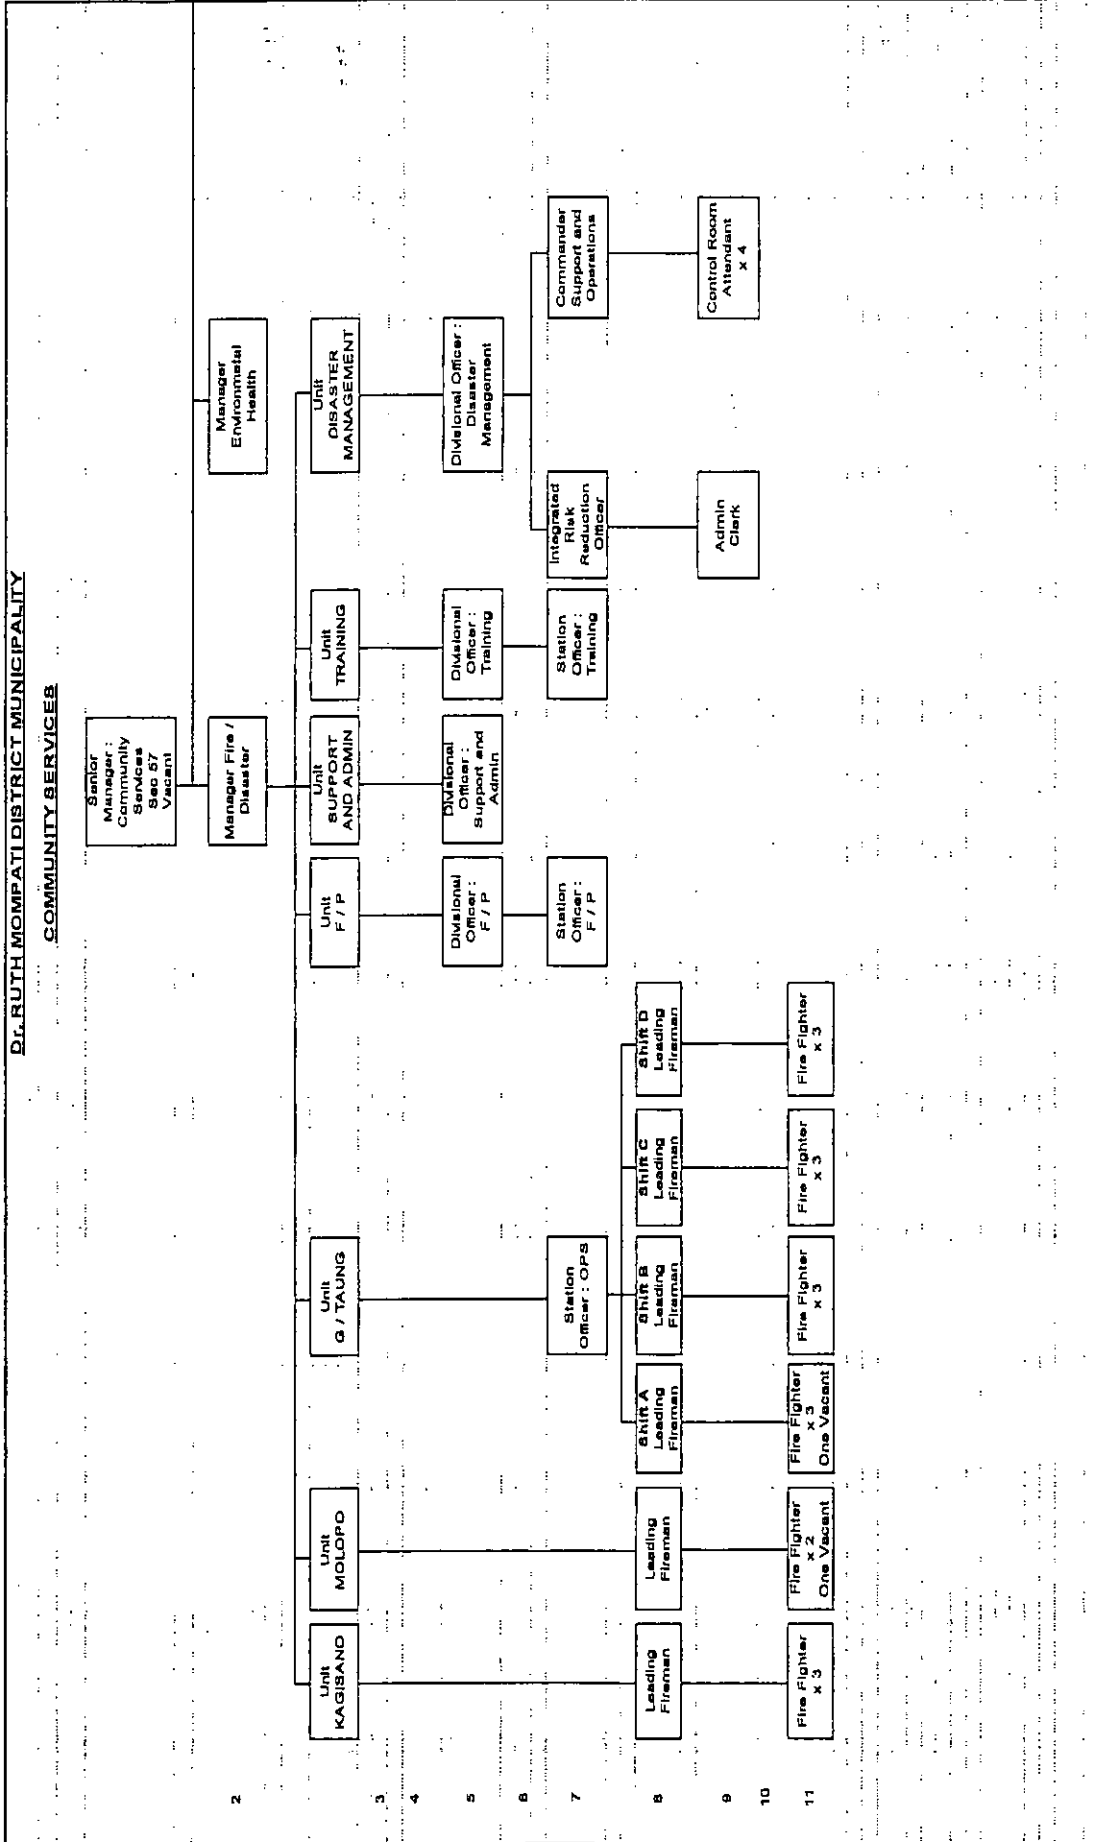 Dr. RUTH MOMPATI DISTRICT MUNICIPALITY
COMMUNITY SERVICES
Senior
Manager :
Community
Services
Sec 57
Vacant
2
Manager Fire /
Disaster
Manager
Environmetal
Health
Unit
KAGISANO
Unit
MOLOPO
Unit
G / TAUNG
Unit
F / P
Unit
SUPPORT
AND ADMIN
Unit
TRAINING
Unit
DISASTER
MANAGEMENT
3
4
5
Divisional
Officer :
F / P
Divisional
Officer :
Support and
Admin
Divisional
Officer :
Training
Divisional Officer :
Disaster
Management
6
7
Station
Officer : OPS
Station
Officer :
F / P
Station
Officer :
Training
Integrated
Risk
Reduction
Officer
Commander
Support and
Operations
8
Leading
Fireman
Leading
Fireman
Shift A
Leading
Fireman
Shift B
Leading
Fireman
Shift C
Leading
Fireman
Shift D
Leading
Fireman
9
Admin
Clerk
Control Room
Attendant
x 4
10
11
Fire Fighter
x 3
Fire Fighter
x 2
One Vacant
Fire Fighter
x 3
One Vacant
Fire Fighter
x 3
Fire Fighter
x 3
Fire Fighter
x 3